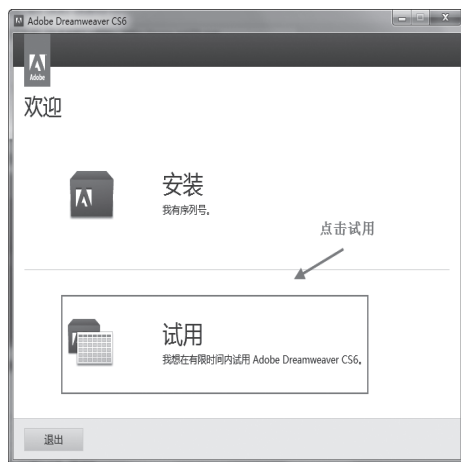 Adobe Dreamweaver CS6
Adobe
欢迎
安装
我有序列号。
点击试用
试用
我想在有限时间内试用 Adobe Dreamweaver CS6。
退出